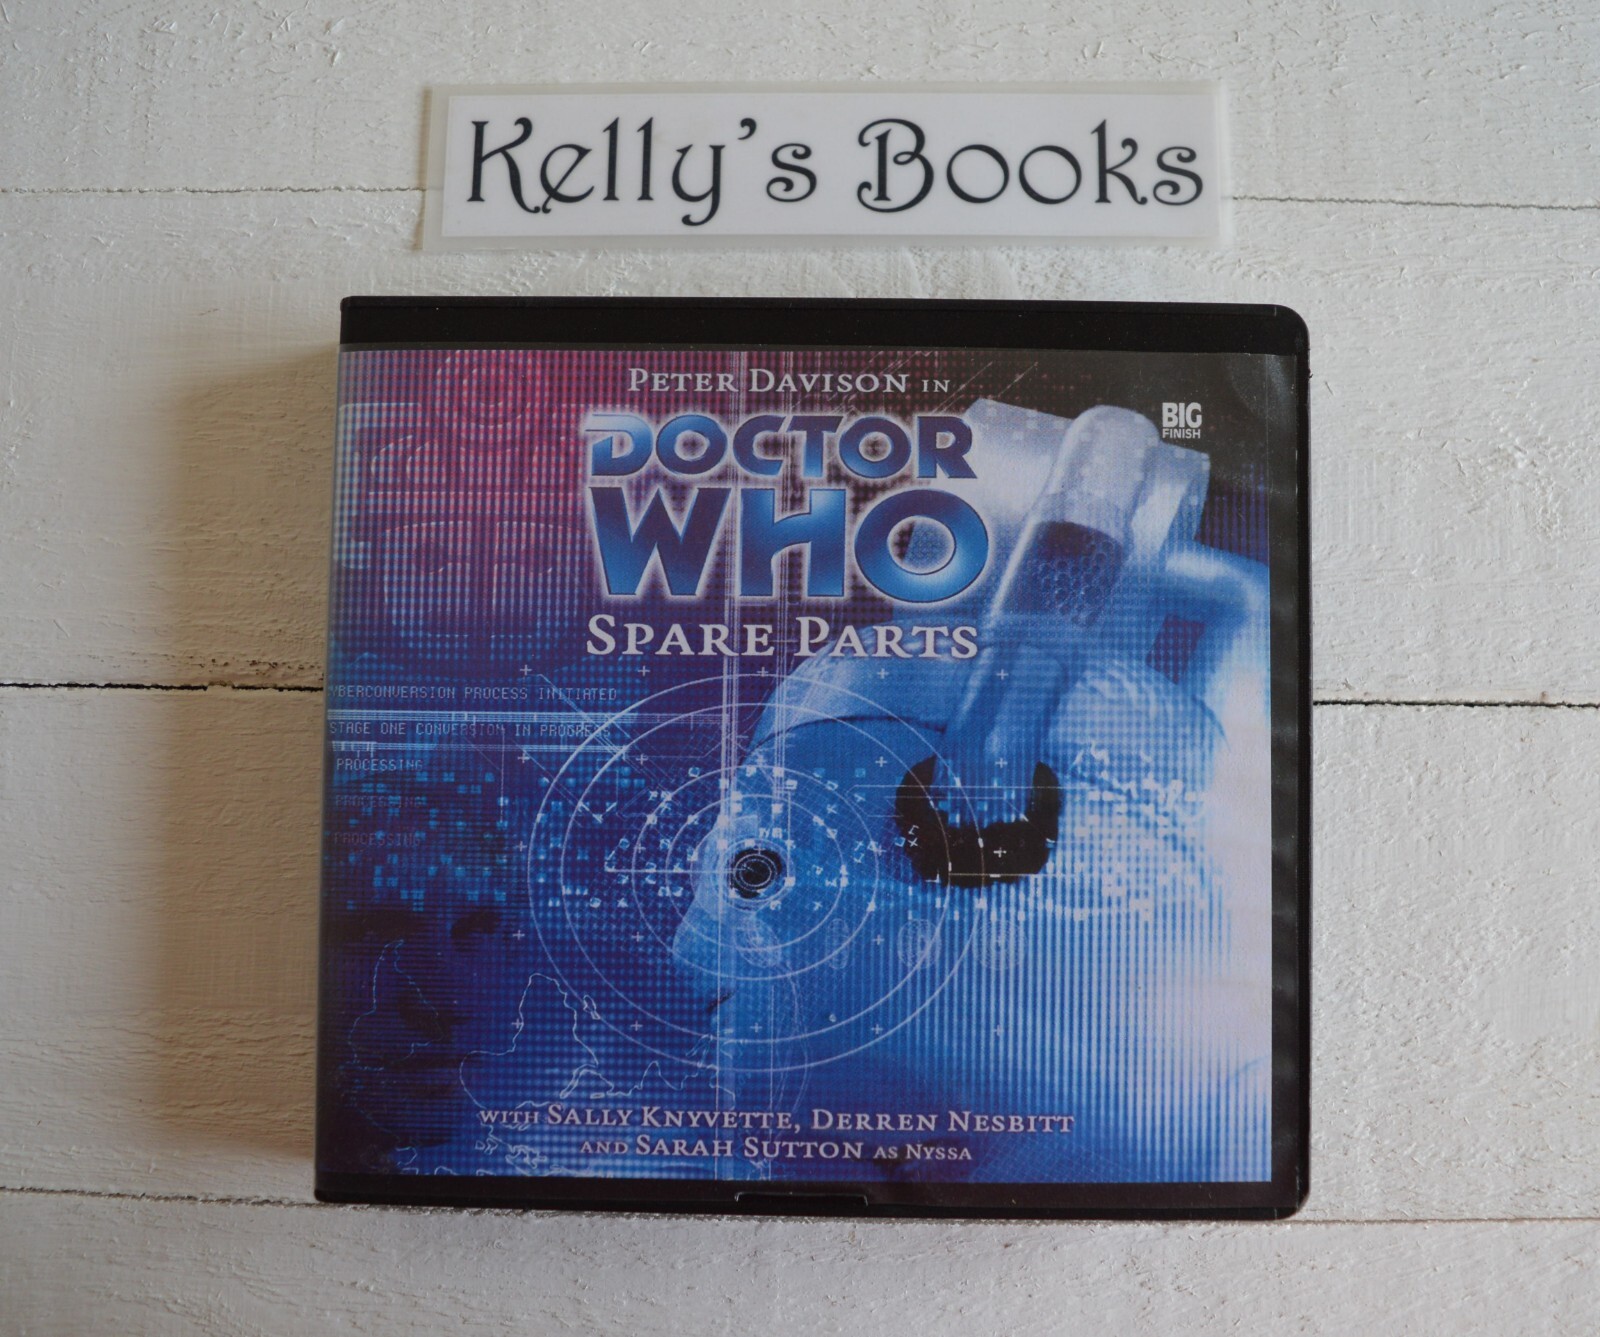 Kelly's Books
PETER DAVISON IN
BIG
FINISH
DOCTOR
WHO
SPARE PARTS
YBERCONVERSION PROCESS INITIATED
STAGE ONE CONVERSION IN PROGRESS
PROCESSING
PROCESSING
PROCESSING
WITH SALLY KNYVETTE, DERREN NESBITT
AND SARAH SUTTON AS NYSSA